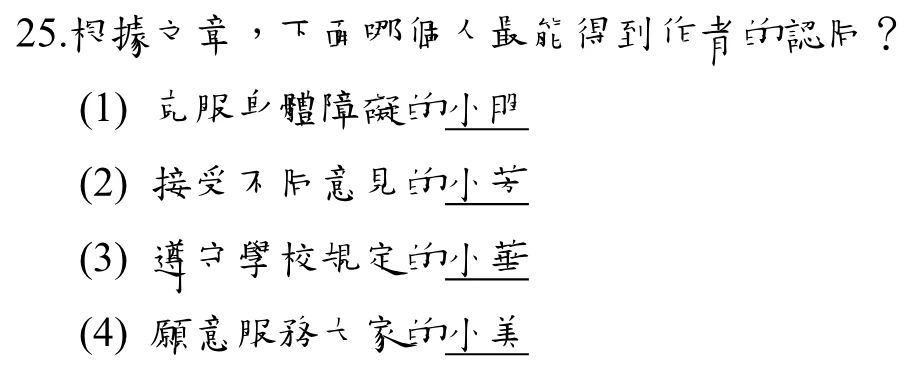 25.根據文章，下面哪個人最能得到作者的認同？
(1) 克服身體障礙的小明
(2) 接受不同意見的小芳
(3) 遵守學校規定的小華
(4) 願意服務大家的小美